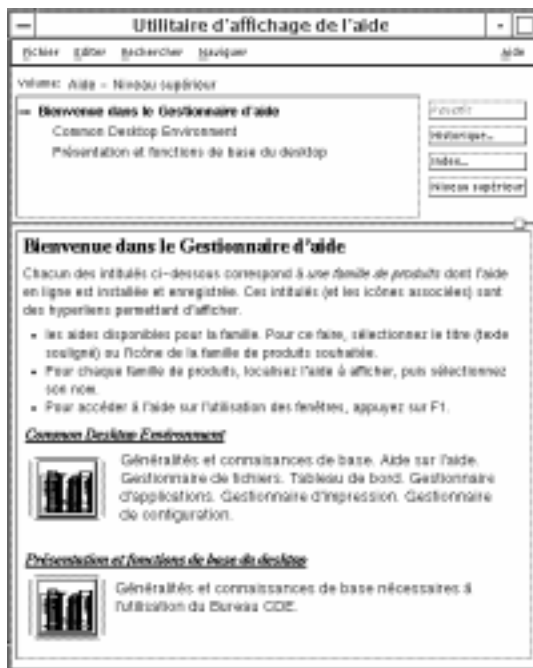 Utilitaire d'affichage de l'aide
Fichier Editer Rechercher Naviguer Aide
Volume: Aide - Niveau supérieur
Bienvenue dans le Gestionnaire d'aide
Common Desktop Environment
Présentation et fonctions de base du desktop
Revenir
Historique...
Index...
Niveau supérieur
Bienvenue dans le Gestionnaire d'aide
Chacun des intitulés ci-dessous correspond à une famille de produits dont l'aide
en ligne est installée et enregistrée. Ces intitulés (et les icônes associées) sont
des hyperliens permettant d'afficher.
• les aides disponibles pour la famille. Pour ce faire, sélectionnez le titre (texte
souligné) ou l'icône de la famille de produits souhaitée.
• Pour chaque famille de produits, localisez l'aide à afficher, puis sélectionnez
son nom.
• Pour accéder à l'aide sur l'utilisation des fenêtres, appuyez sur F1.
Common Desktop Environment
Généralités et connaissances de base. Aide sur l'aide.
Gestionnaire de fichiers. Tableau de bord. Gestionnaire
d'applications. Gestionnaire d'impression. Gestionnaire
de configuration.
Présentation et fonctions de base du desktop
Généralités et connaissances de base nécessaires à
l'utilisation du Bureau CDE.